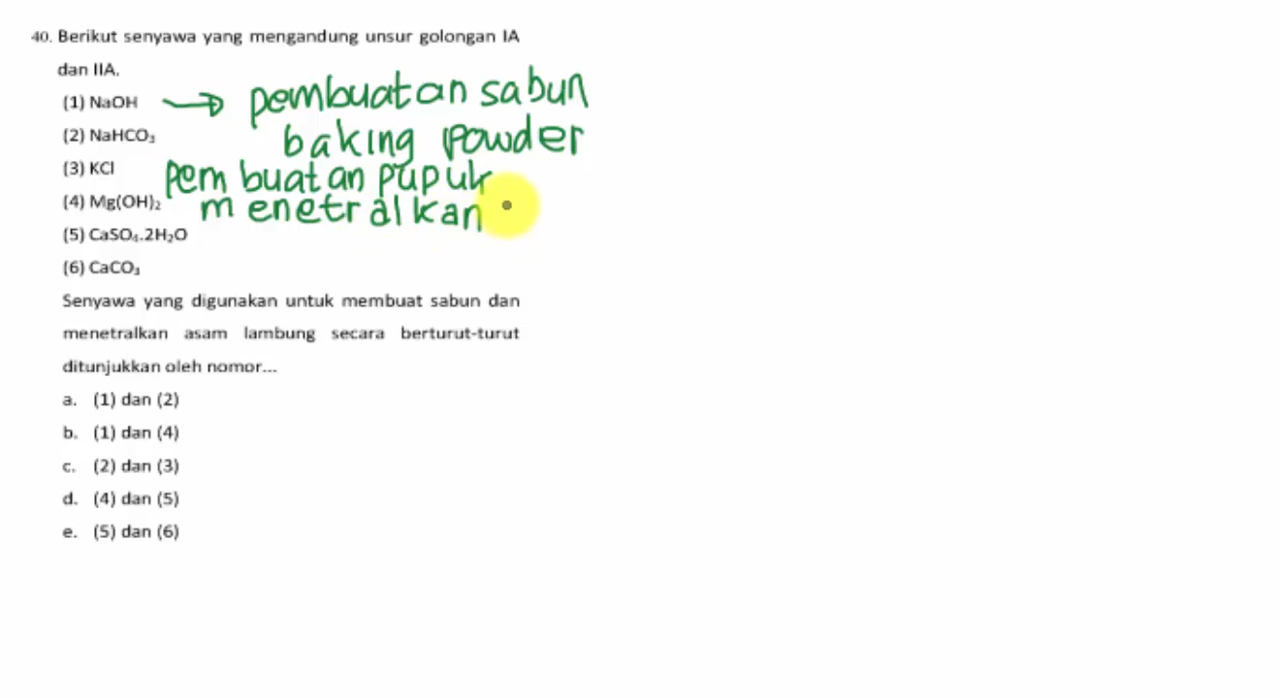 40. Berikut senyawa yang mengandung unsur golongan IA
dan IIA.
(1) NaOH → pembuatan sabun
(2) NaHCO₃ baking powder
(3) KCl pembuatan pupuk
(4) Mg(OH)₂ menetralkan
(5) CaSO₄.2H₂O
(6) CaCO₃
Senyawa yang digunakan untuk membuat sabun dan
menetralkan asam lambung secara berturut-turut
ditunjukkan oleh nomor...
a. (1) dan (2)
b. (1) dan (4)
c. (2) dan (3)
d. (4) dan (5)
e. (5) dan (6)